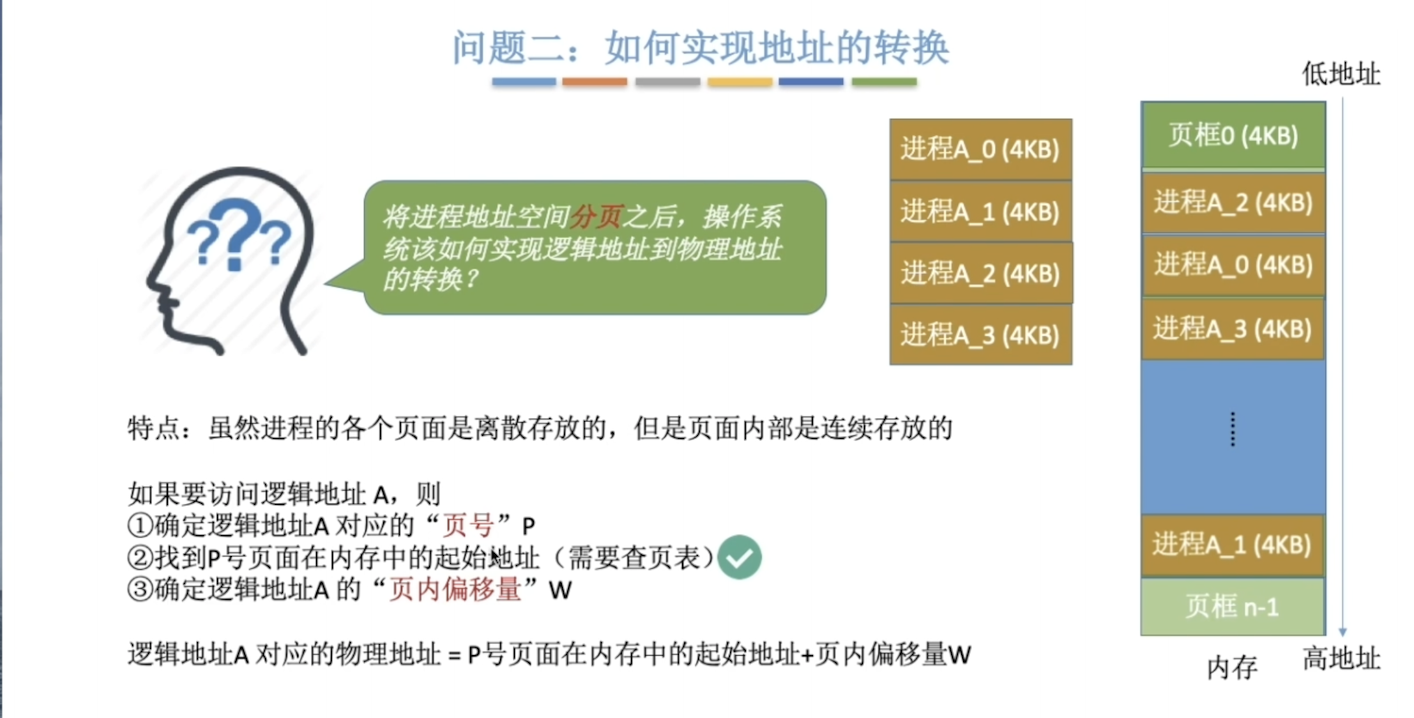 问题二：如何实现地址的转换
将进程地址空间分页之后，操作系
统该如何实现逻辑地址到物理地址
的转换？
???
进程A_0 (4KB)
进程A_1 (4KB)
进程A_2 (4KB)
进程A_3 (4KB)
低地址
页框0 (4KB)
进程A_2 (4KB)
进程A_0 (4KB)
进程A_3 (4KB)
......
进程A_1 (4KB)
页框 n-1
内存
高地址
特点：虽然进程的各个页面是离散存放的，但是页面内部是连续存放的
如果要访问逻辑地址 A，则
①确定逻辑地址A 对应的“页号”P
②找到P号页面在内存中的起始地址（需要查页表）
③确定逻辑地址A 的“页内偏移量”W
逻辑地址A 对应的物理地址 = P号页面在内存中的起始地址+页内偏移量W